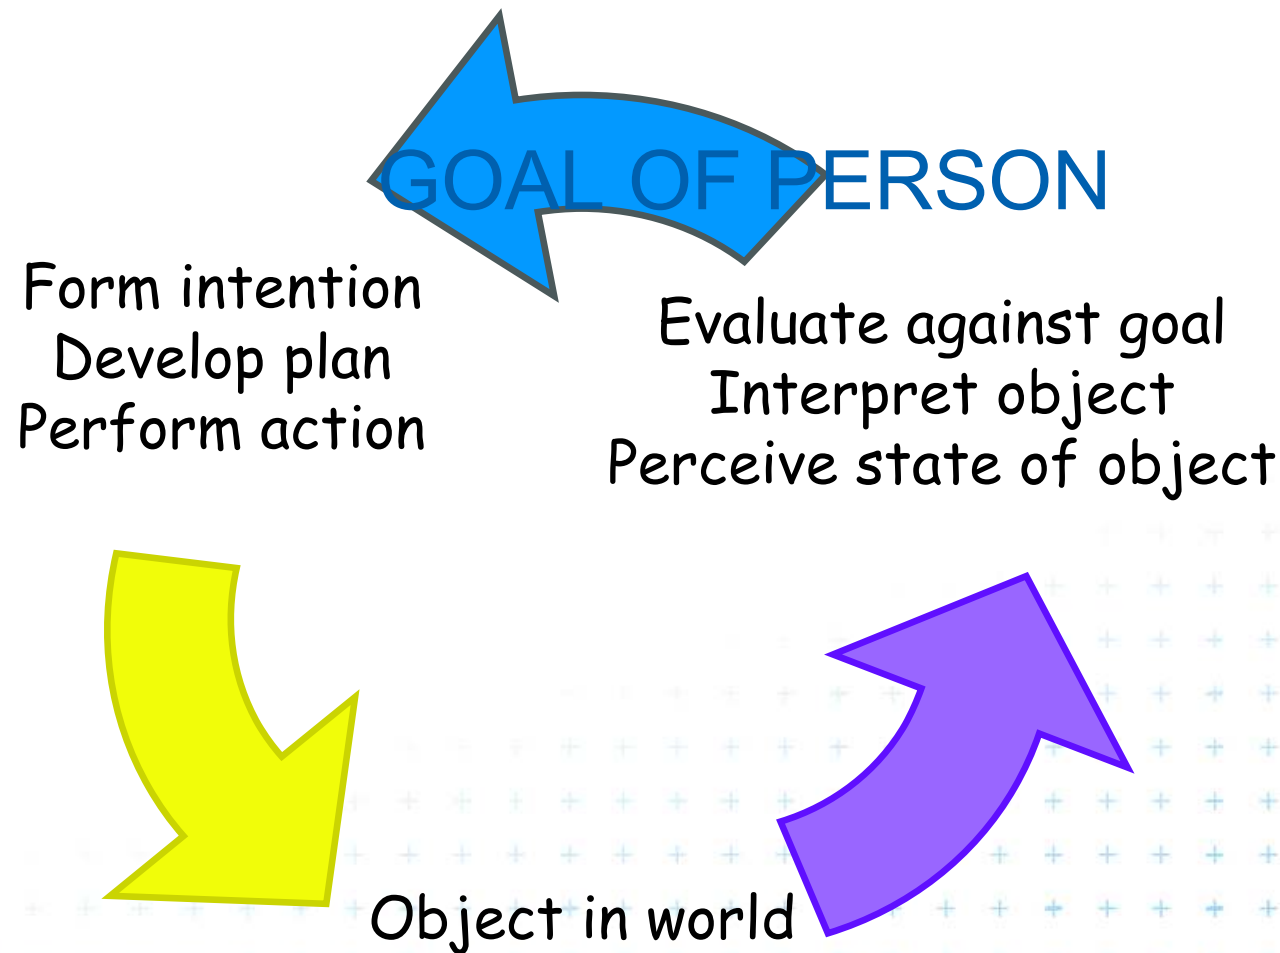 GOAL OF PERSON
Form intention
Develop plan
Perform action
Evaluate against goal
Interpret object
Perceive state of object
Object in world